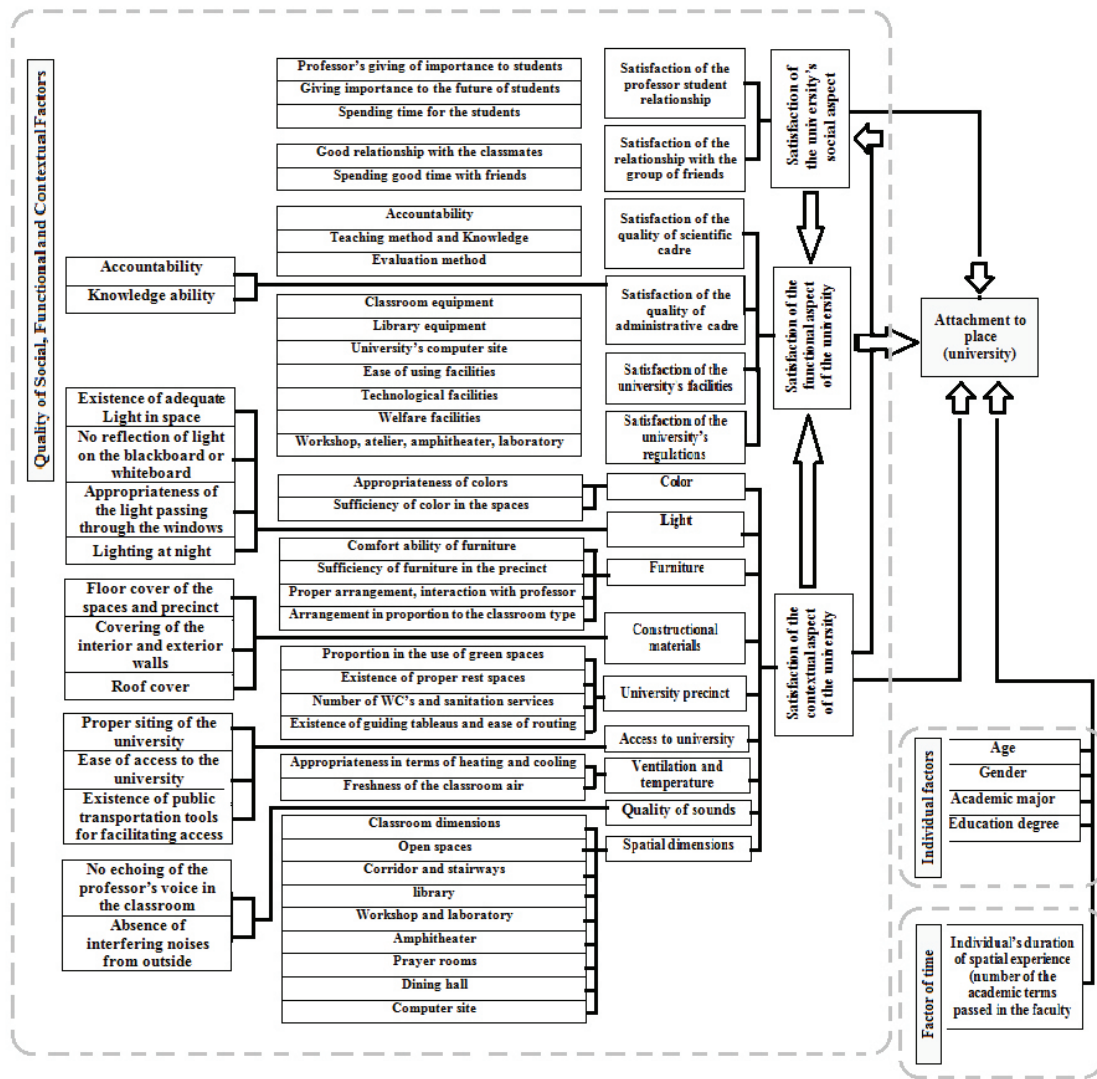 Quality of Social, Functional and Contextual Factors
Professor's giving of importance to students
Giving importance to the future of students
Spending time for the students
Good relationship with the classmates
Spending good time with friends
Accountability
Teaching method and Knowledge
Evaluation method
Accountability
Knowledge ability
Classroom equipment
Library equipment
University's computer site
Ease of using facilities
Technological facilities
Welfare facilities
Workshop, atelier, amphitheater, laboratory
Existence of adequate
Light in space
No reflection of light
on the blackboard or
whiteboard
Appropriateness of
the light passing
through the windows
Lighting at night
Appropriateness of colors
Sufficiency of color in the spaces
Comfort ability of furniture
Sufficiency of furniture in the precinct
Proper arrangement, interaction with professor
Arrangement in proportion to the classroom type
Floor cover of the
spaces and precinct
Covering of the
interior and exterior
walls
Roof cover
Proportion in the use of green spaces
Existence of proper rest spaces
Number of WC's and sanitation services
Existence of guiding tableaus and ease of routing
Proper siting of the
university
Ease of access to the
university
Existence of public
transportation tools
for facilitating access
Appropriateness in terms of heating and cooling
Freshness of the classroom air
Classroom dimensions
Open spaces
Corridor and stairways
library
Workshop and laboratory
Amphitheater
Prayer rooms
Dining hall
Computer site
No echoing of the
professor's voice in
the classroom
Absence of
interfering noises
from outside
Satisfaction of the
professor student
relationship
Satisfaction of the
relationship with the
group of friends
Satisfaction of the
quality of scientific
cadre
Satisfaction of the
quality of
administrative cadre
Satisfaction of the
university's facilities
Satisfaction of the
university's
regulations
Color
Light
Furniture
Constructional
materials
University precinct
Access to university
Ventilation and
temperature
Quality of sounds
Spatial dimensions
Satisfaction of
the university's
social aspect
Satisfaction of the
functional aspect
of the university
Satisfaction of the
contextual aspect
of the university
Attachment to
place
(university)
Individual factors
Age
Gender
Academic major
Education degree
Factor of time
Individual's duration
of spatial experience
(number of the
academic terms
passed in the faculty